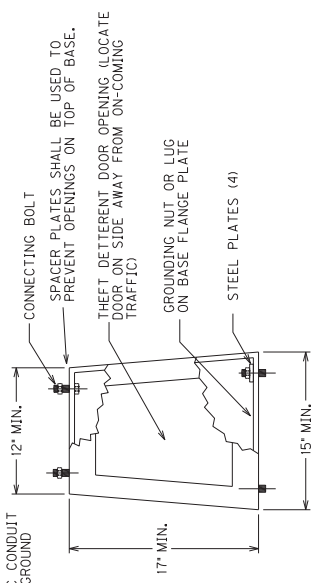 C CONDUIT
GROUND
12" MIN.
CONNECTING BOLT
SPACER PLATES SHALL BE USED TO
PREVENT OPENINGS ON TOP OF BASE.
THEFT DETTERENT DOOR OPENING (LOCATE
DOOR ON SIDE AWAY FROM ON-COMING
TRAFFIC)
GROUNDING NUT OR LUG
ON BASE FLANGE PLATE
STEEL PLATES (4)
17" MIN.
15" MIN.